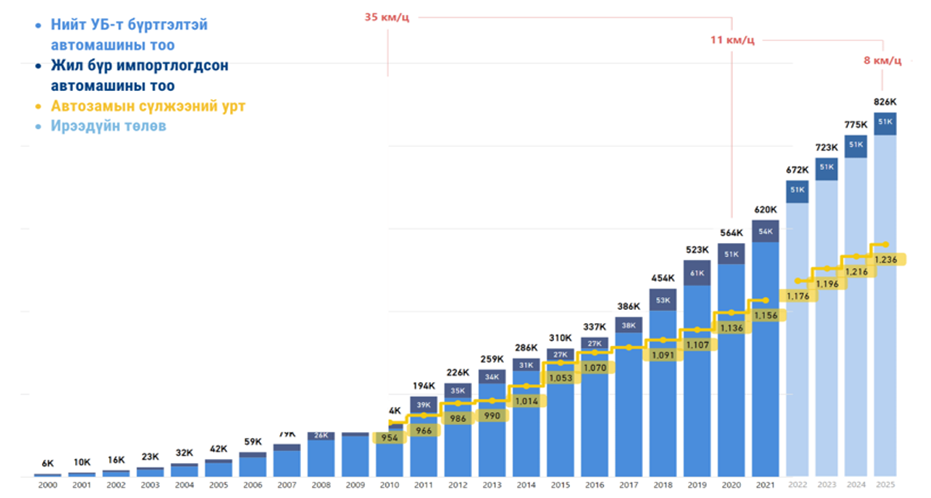 35 км/ц
11 км/ц
8 км/ц
Нийт УБ-т бүртгэлтэй
автомашины тоо
Жил бүр импортлогдсон
автомашины тоо
Автозамын сүлжээний урт
Ирээдүйн төлөв
826K
51K
775K
51K
723K
51K
672K
51K
620K
54K
564K
51K
523K
61K
454K
53K
386K
38K
337K
27K
310K
27K
286K
31K
259K
34K
226K
35K
194K
39K
4K
26K
79K
59K
42K
32K
23K
16K
10K
6K
954
966
986
990
1,014
1,053
1,070
1,091
1,107
1,136
1,156
1,176
1,196
1,216
1,236
2000 2001 2002 2003 2004 2005 2006 2007 2008 2009 2010 2011 2012 2013 2014 2015 2016 2017 2018 2019 2020 2021 2022 2023 2024 2025